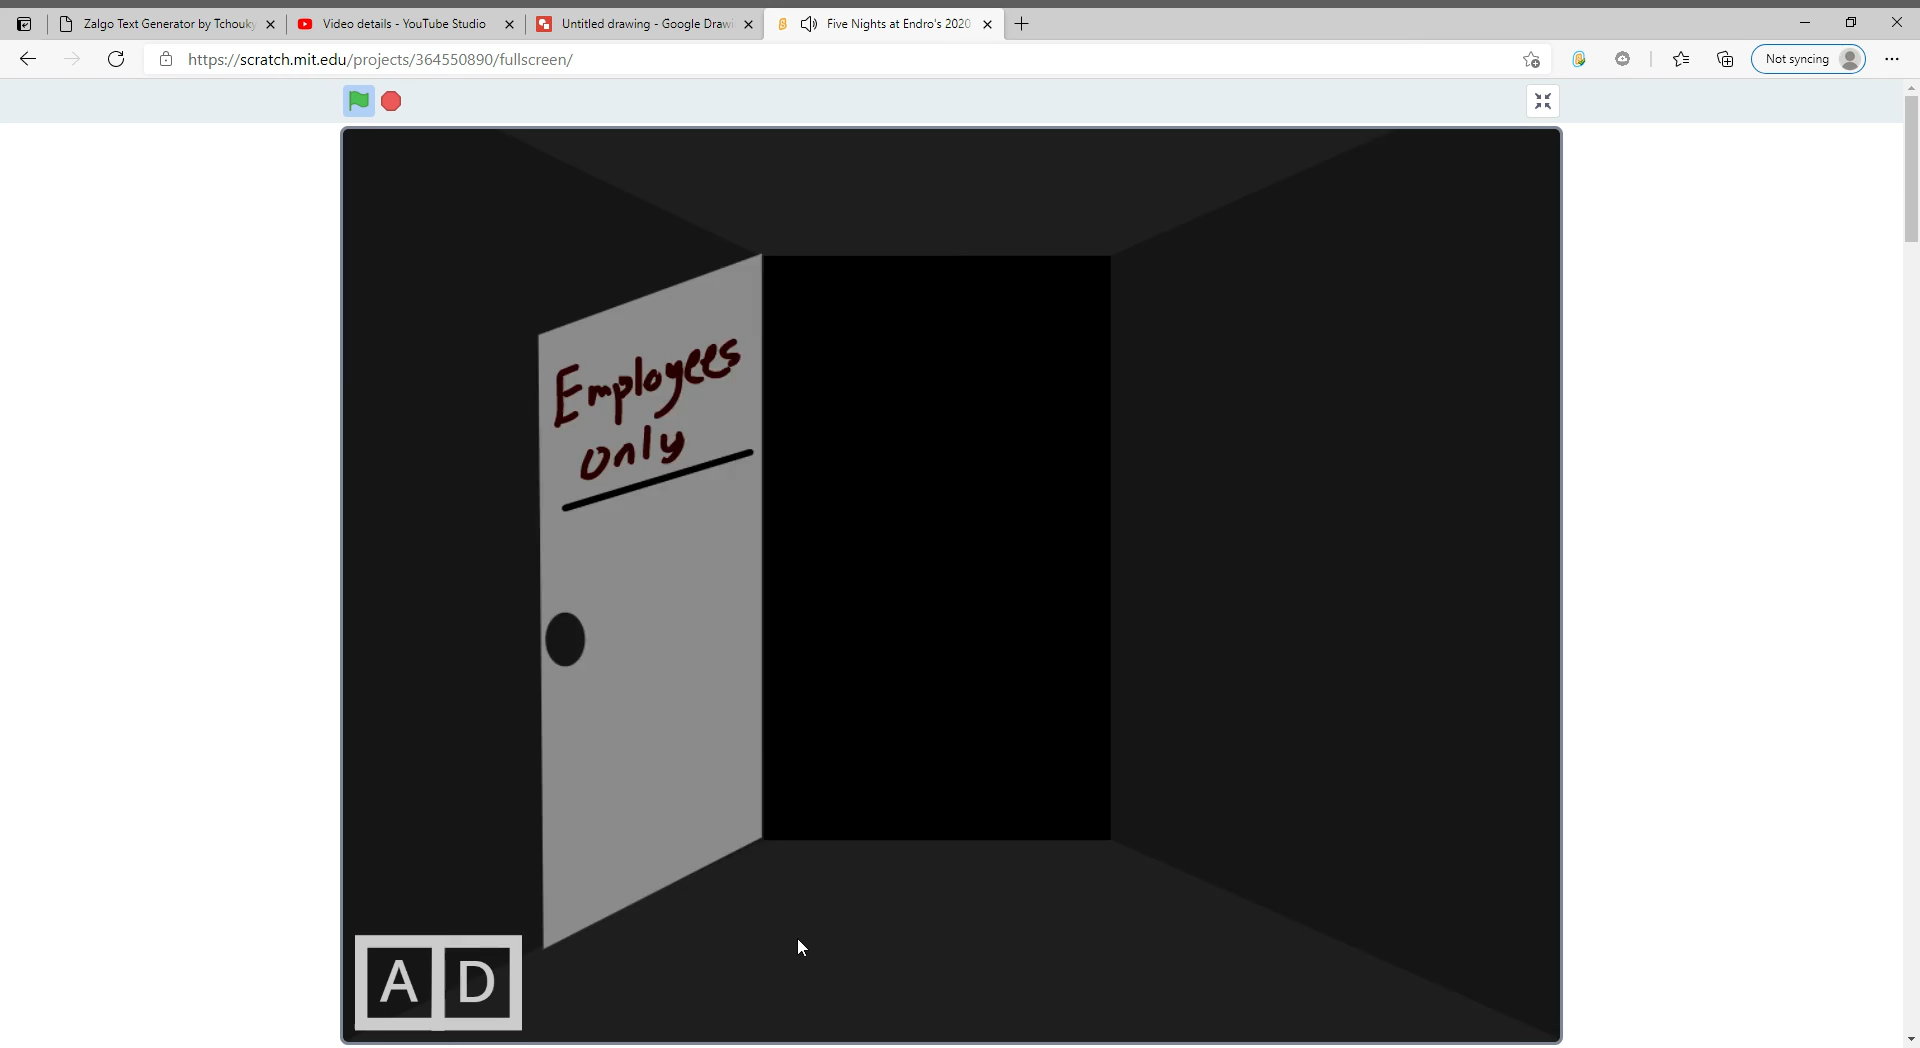 Zalgo Text Generator by Tchouky
Video details - YouTube Studio
Untitled drawing - Google Draw
Five Nights at Endro's 2020
https://scratch.mit.edu/projects/364550890/fullscreen/
Not syncing
Employees
only
A D